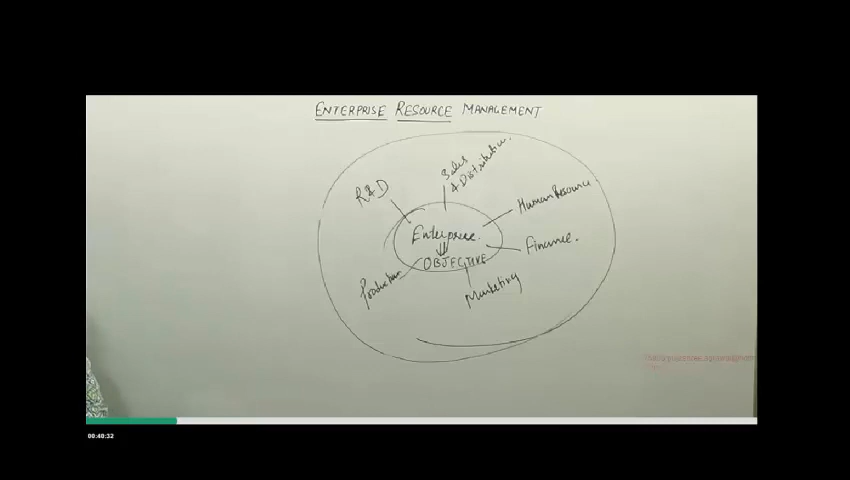 ENTERPRISE RESOURCE MANAGEMENT
Sales
& Distribution.
R&D
Human Resource
Enterprise.
Finance.
OBJECTIVE
Production
Marketing
00:40:32